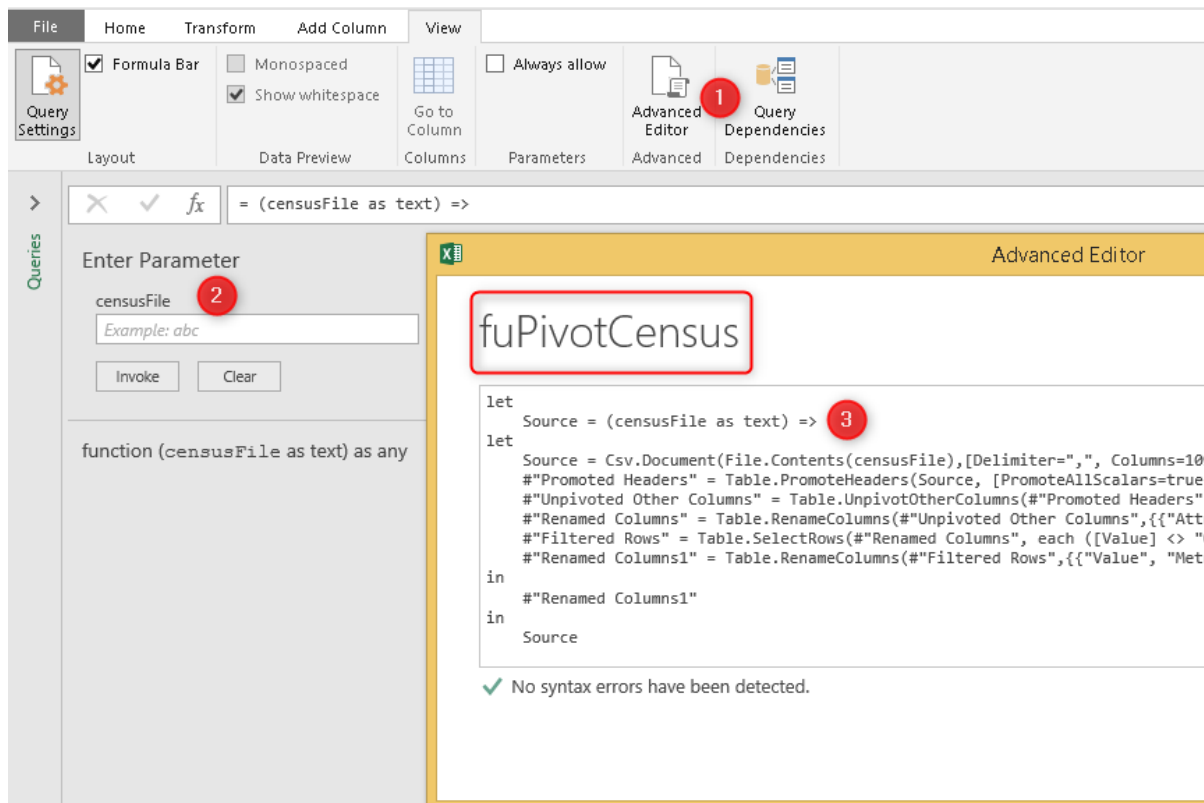 File Home Transform Add Column View
Formula Bar Monospaced Always allow
Show whitespace
Query Settings
Go to Column
Advanced Editor
1
Query Dependencies
Layout Data Preview Columns Parameters Advanced Dependencies
fx = (censusFile as text) =>
Queries
Enter Parameter
censusFile 2
Example: abc
Invoke Clear
function (censusFile as text) as any
Advanced Editor
fuPivotCensus
let
Source = (censusFile as text) => 3
let
Source = Csv.Document(File.Contents(censusFile),[Delimiter=",", Columns=10
#"Promoted Headers" = Table.PromoteHeaders(Source, [PromoteAllScalars=true
#"Unpivoted Other Columns" = Table.UnpivotOtherColumns(#"Promoted Headers"
#"Renamed Columns" = Table.RenameColumns(#"Unpivoted Other Columns",{{"Att
#"Filtered Rows" = Table.SelectRows(#"Renamed Columns", each ([Value] <> "
#"Renamed Columns1" = Table.RenameColumns(#"Filtered Rows",{{"Value", "Met
in
#"Renamed Columns1"
in
Source
No syntax errors have been detected.